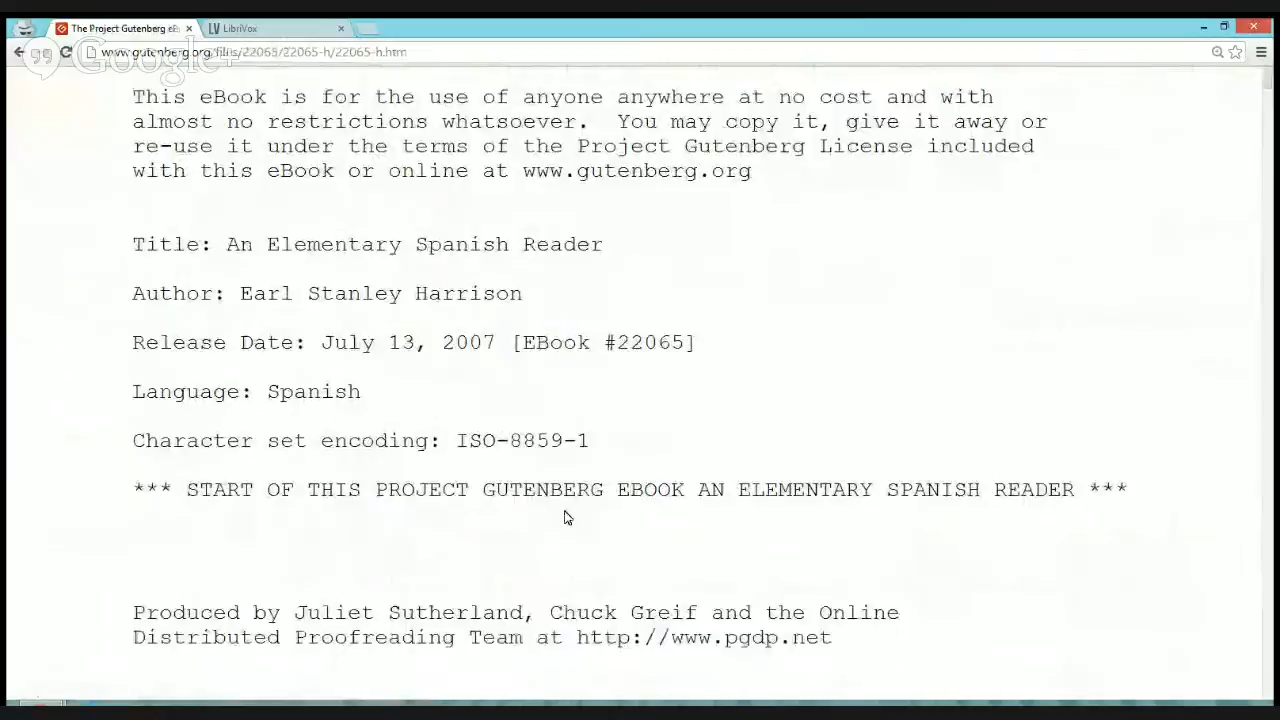 The Project Gutenberg eB
LibriVox
Google+
www.gutenberg.org/files/22065/22065-h/22065-h.htm
This eBook is for the use of anyone anywhere at no cost and with
almost no restrictions whatsoever.  You may copy it, give it away or
re-use it under the terms of the Project Gutenberg License included
with this eBook or online at www.gutenberg.org
Title: An Elementary Spanish Reader
Author: Earl Stanley Harrison
Release Date: July 13, 2007 [EBook #22065]
Language: Spanish
Character set encoding: ISO-8859-1
*** START OF THIS PROJECT GUTENBERG EBOOK AN ELEMENTARY SPANISH READER ***
Produced by Juliet Sutherland, Chuck Greif and the Online
Distributed Proofreading Team at http://www.pgdp.net